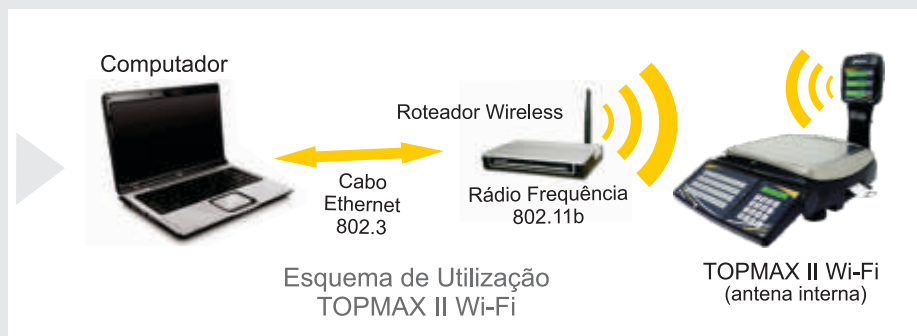 Computador
Roteador Wireless
Cabo
Ethernet
802.3
Rádio Frequência
802.11b
TOPMAX II Wi-Fi
(antena interna)
Esquema de Utilização
TOPMAX II Wi-Fi